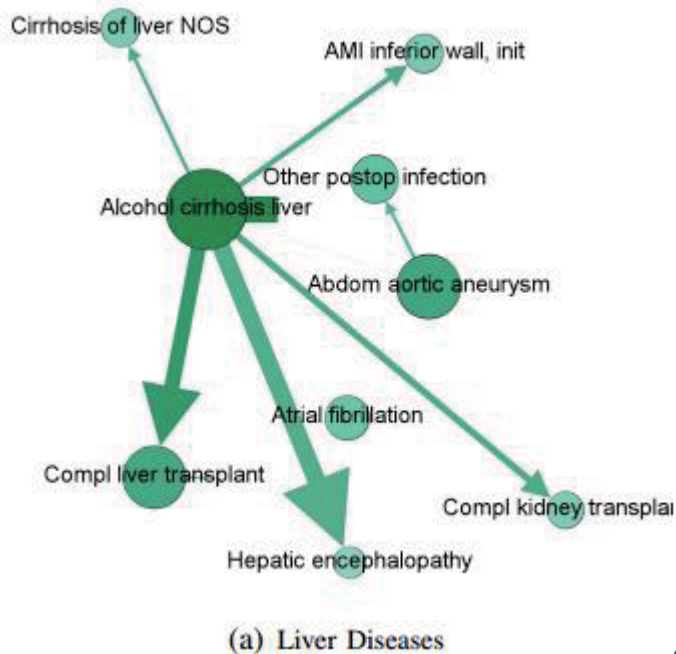 Cirrhosis of liver NOS
AMI inferior wall, init
Other postop infection
Alcohol cirrhosis liver
Abdom aortic aneurysm
Atrial fibrillation
Compl liver transplant
Compl kidney transplan
Hepatic encephalopathy
(a) Liver Diseases